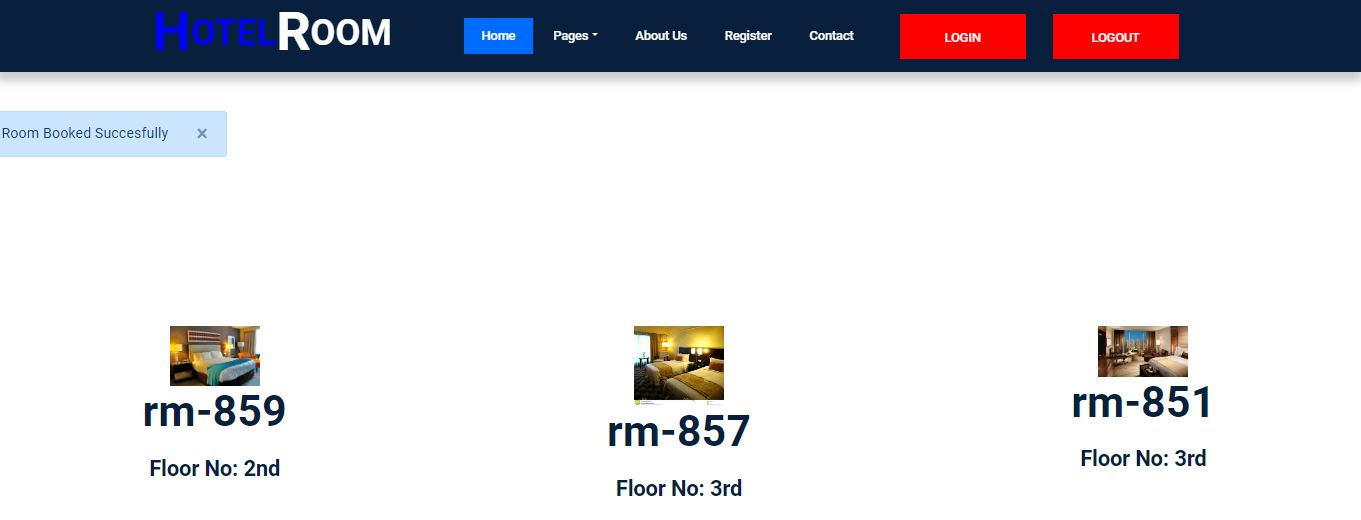 HOTELROOM
Home Pages About Us Register Contact LOGIN LOGOUT
Room Booked Succesfully ×
rm-859
Floor No: 2nd
rm-857
Floor No: 3rd
rm-851
Floor No: 3rd